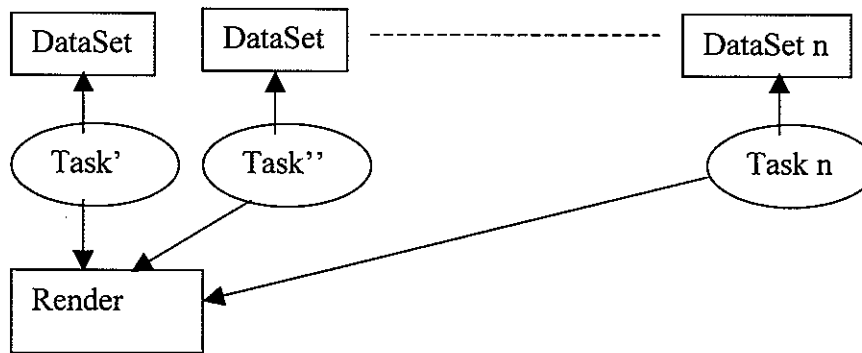 DataSet
DataSet
DataSet n
Task'
Task''
Task n
Render